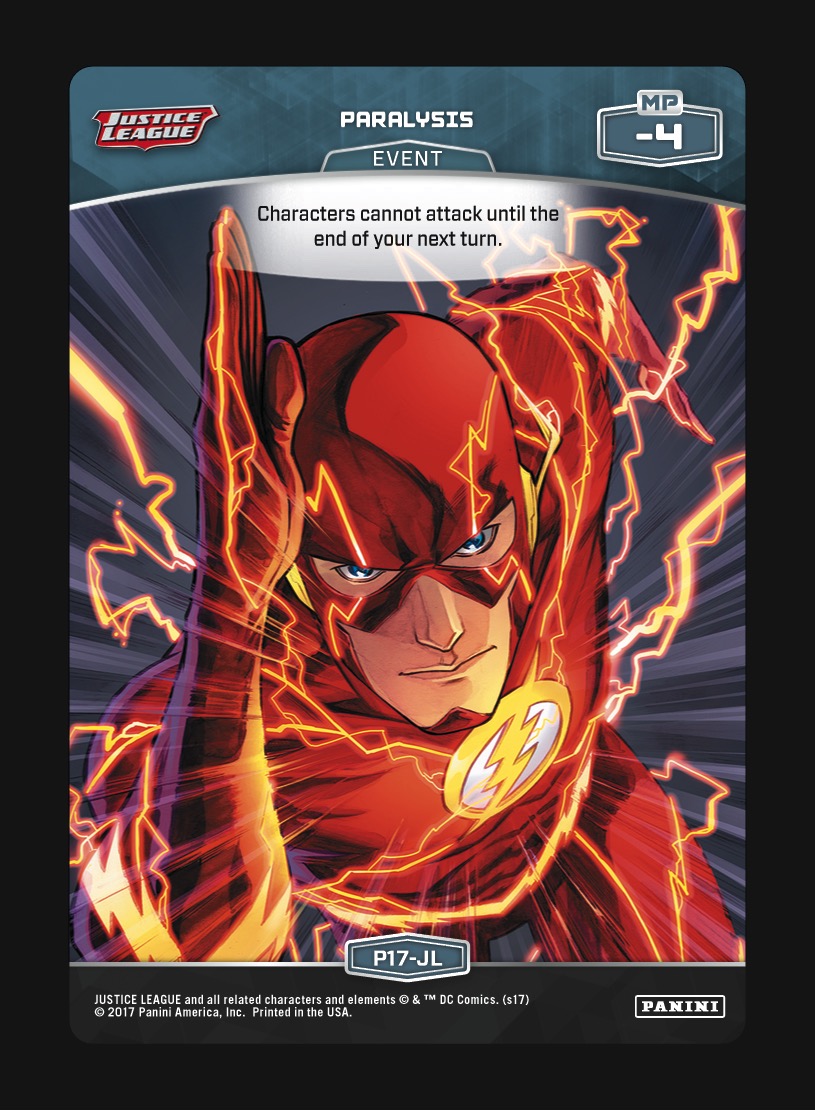 JUSTICE
LEAGUE
PARALYSIS
MP
-4
EVENT
Characters cannot attack until the
end of your next turn.
P17-JL
JUSTICE LEAGUE and all related characters and elements © & ™ DC Comics. (s17)
© 2017 Panini America, Inc. Printed in the USA.
PANINI